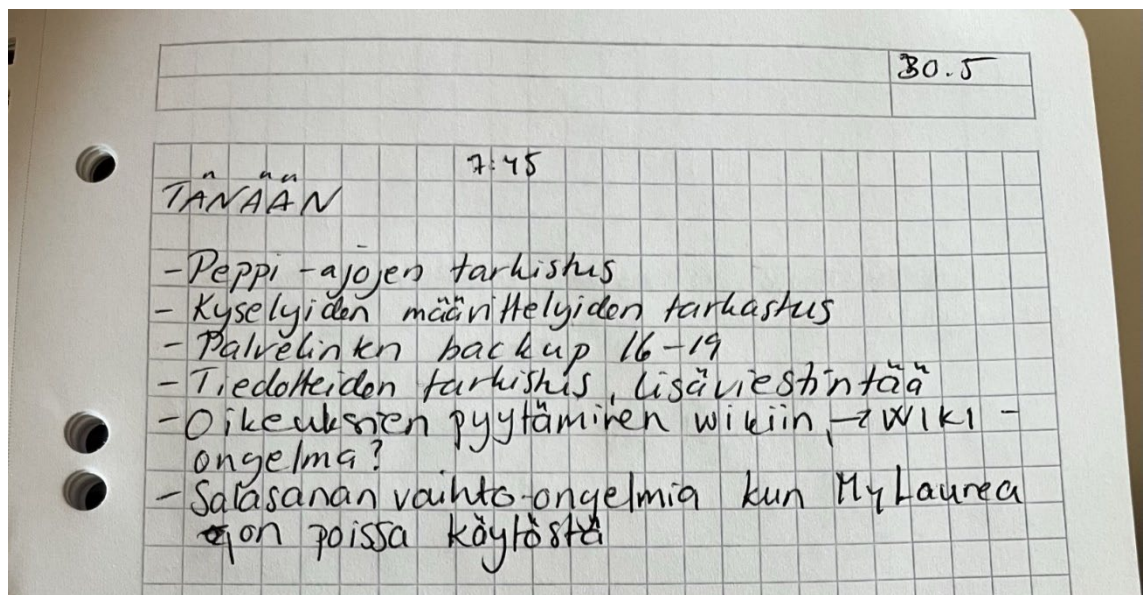 30.5
7:45
TÄNÄÄN
- Peppi -ajojen tarkistus
- Kyselyiden määrittelyiden tarkastus
- Palvelinkn backup 16-19
- Tiedotteiden tarkistus, lisäviestintää
- Oikeuksien pyytäminen wikiin, → WIKI -
ongelma?
- Salasanan vaihto-ongelmia kun MyLaurea
on poissa käytöstä